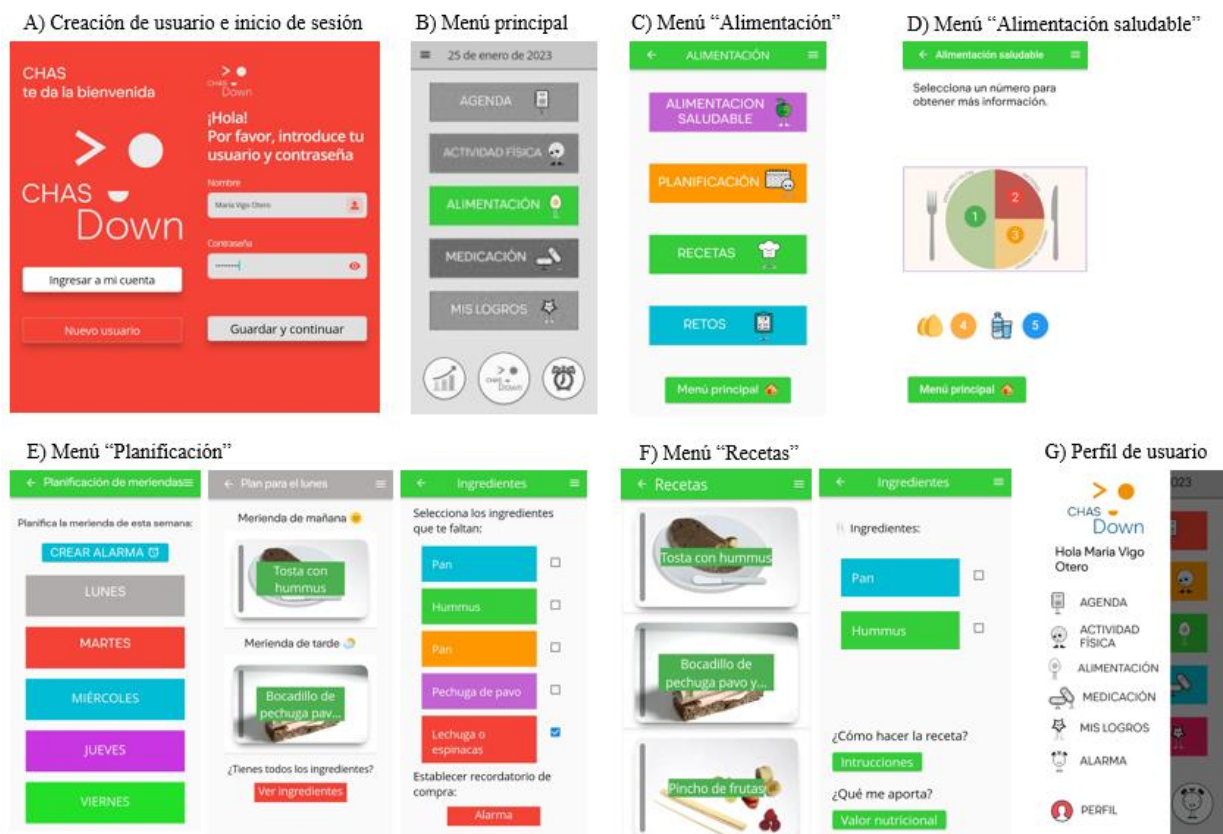 A) Creación de usuario e inicio de sesión
CHAS
te da la bienvenida
CHAS
Down
Ingresar a mi cuenta
Nuevo usuario
CHAS
Down
¡Hola!
Por favor, introduce tu
usuario y contraseña
Nombre
Maria Vigo Otero
Contraseña
Guardar y continuar
B) Menú principal
25 de enero de 2023
AGENDA
ACTIVIDAD FÍSICA
ALIMENTACIÓN
MEDICACIÓN
MIS LOGROS
CHAS
Down
C) Menú “Alimentación”
ALIMENTACIÓN
ALIMENTACION
SALUDABLE
PLANIFICACIÓN
RECETAS
RETOS
Menú principal
D) Menú “Alimentación saludable”
Alimentación saludable
Selecciona un número para
obtener más información.
1
2
3
4
5
Menú principal
E) Menú “Planificación”
Planificación de meriendas
Planifica la merienda de esta semana:
CREAR ALARMA
LUNES
MARTES
MIÉRCOLES
JUEVES
VIERNES
Plan para el lunes
Merienda de mañana
Tosta con
hummus
Merienda de tarde
Bocadillo de
pechuga pav...
¿Tienes todos los ingredientes?
Ver ingredientes
Ingredientes
Selecciona los ingredientes
que te faltan:
Pan
Hummus
Pan
Pechuga de pavo
Lechuga o
espinacas
Establecer recordatorio de
compra:
Alarma
F) Menú “Recetas”
Recetas
Tosta con hummus
Bocadillo de
pechuga pavo y...
Pincho de frutas
Ingredientes
Ingredientes:
Pan
Hummus
¿Cómo hacer la receta?
Intrucciones
¿Qué me aporta?
Valor nutricional
G) Perfil de usuario
CHAS
Down
Hola Maria Vigo
Otero
AGENDA
ACTIVIDAD
FÍSICA
ALIMENTACIÓN
MEDICACIÓN
MIS LOGROS
ALARMA
PERFIL
023